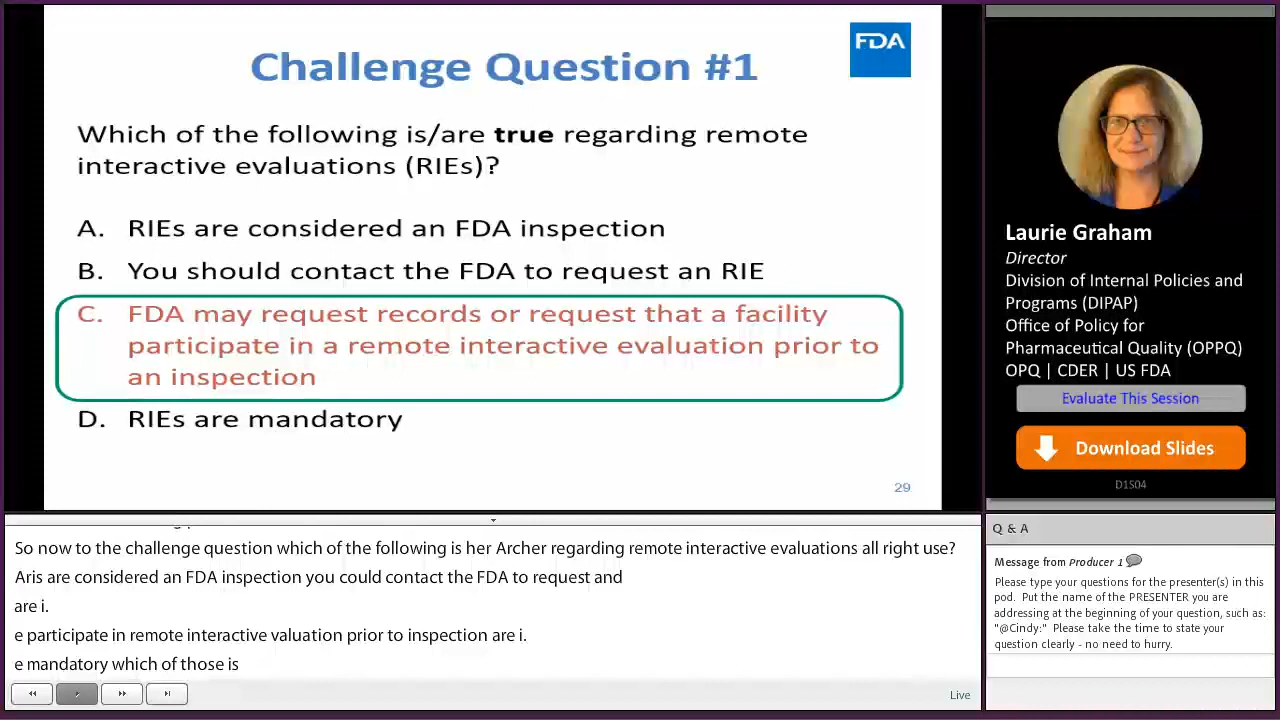 FDA
Challenge Question #1
Which of the following is/are true regarding remote
interactive evaluations (RIEs)?
A. RIEs are considered an FDA inspection
B. You should contact the FDA to request an RIE
C. FDA may request records or request that a facility
participate in a remote interactive evaluation prior to
an inspection
D. RIEs are mandatory
29
Laurie Graham
Director
Division of Internal Policies and
Programs (DIPAP)
Office of Policy for
Pharmaceutical Quality (OPPQ)
OPQ | CDER | US FDA
Evaluate This Session
Download Slides
D1S04
So now to the challenge question which of the following is her Archer regarding remote interactive evaluations all right use?
Aris are considered an FDA inspection you could contact the FDA to request and
are i.
e participate in remote interactive valuation prior to inspection are i.
e mandatory which of those is
Live
Q & A
Message from Producer 1
Please type your questions for the presenter(s) in this
pod. Put the name of the PRESENTER you are
addressing at the beginning of your question, such as:
"@Cindy:" Please take the time to state your
question clearly - no need to hurry.